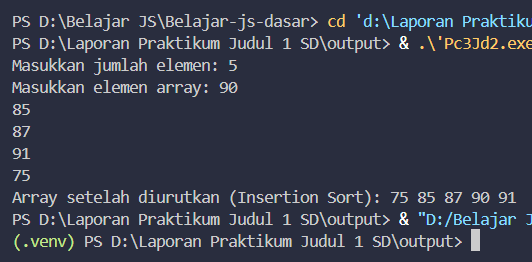 PS D:\Belajar JS\Belajar-js-dasar> cd 'd:\Laporan Praktiku
PS D:\Laporan Praktikum Judul 1 SD\output> & .\'Pc3Jd2.exe
Masukkan jumlah elemen: 5
Masukkan elemen array: 90
85
87
91
75
Array setelah diurutkan (Insertion Sort): 75 85 87 90 91
PS D:\Laporan Praktikum Judul 1 SD\output> & "D:/Belajar J
(.venv) PS D:\Laporan Praktikum Judul 1 SD\output>